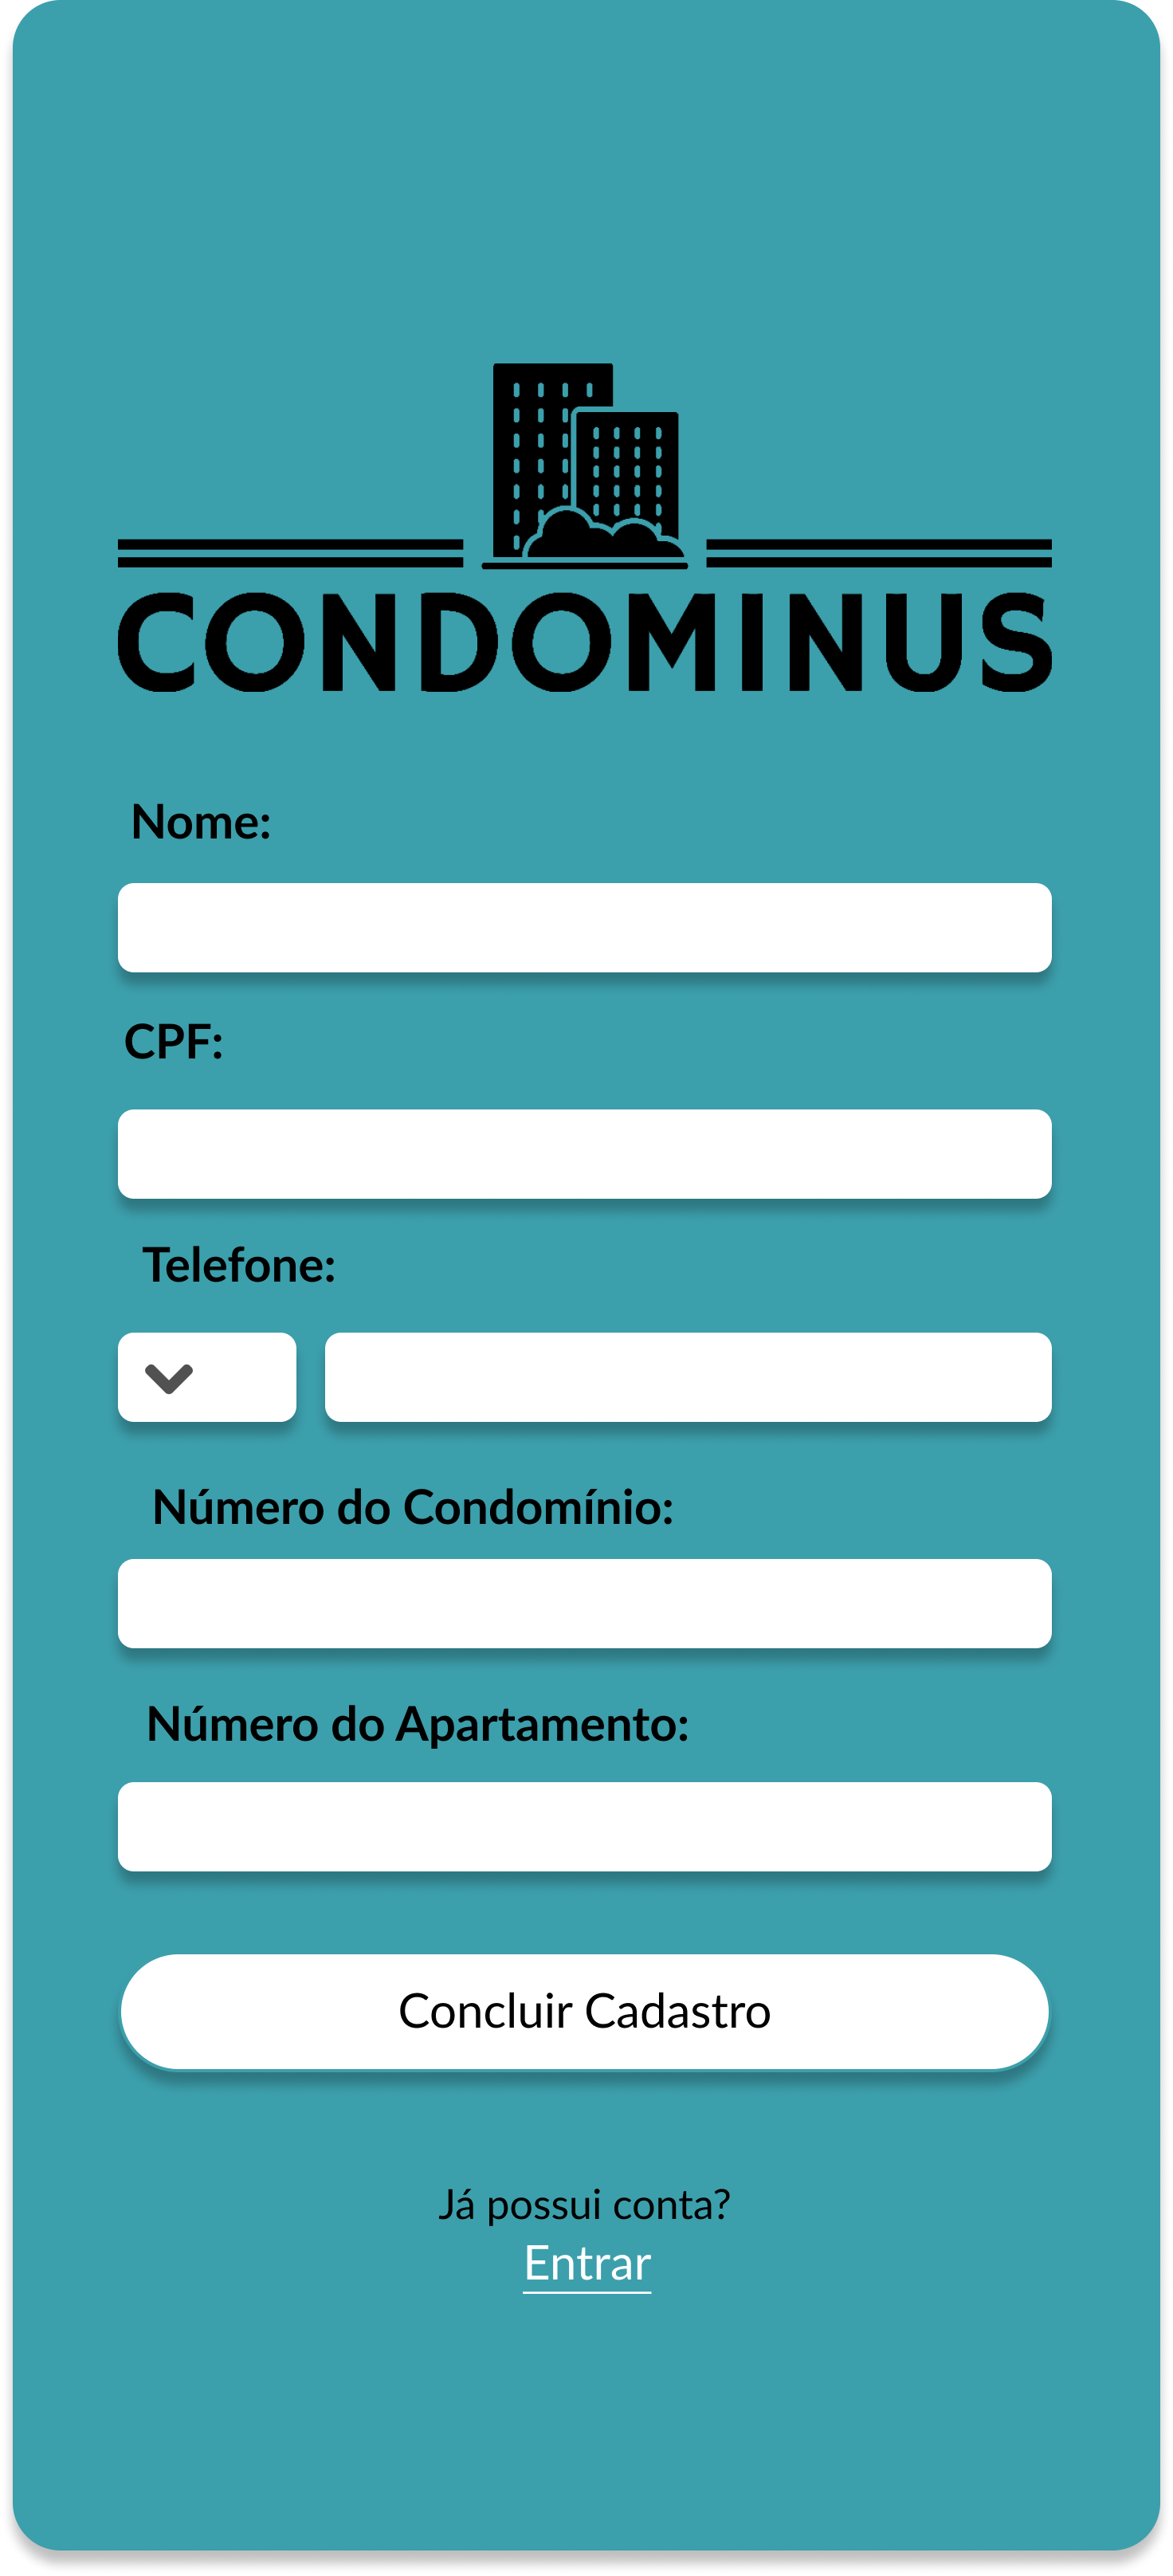 CONDOMINUS
Nome:
CPF:
Telefone:
Número do Condomínio:
Número do Apartamento:
Concluir Cadastro
Já possui conta?
Entrar